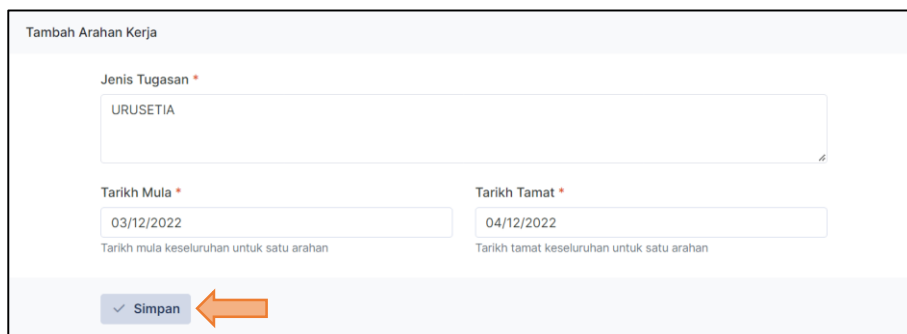 Tambah Arahan Kerja
Jenis Tugasan *
URUSETIA
Tarikh Mula * Tarikh Tamat *
03/12/2022 04/12/2022
Tarikh mula keseluruhan untuk satu arahan Tarikh tamat keseluruhan untuk satu arahan
✓ Simpan